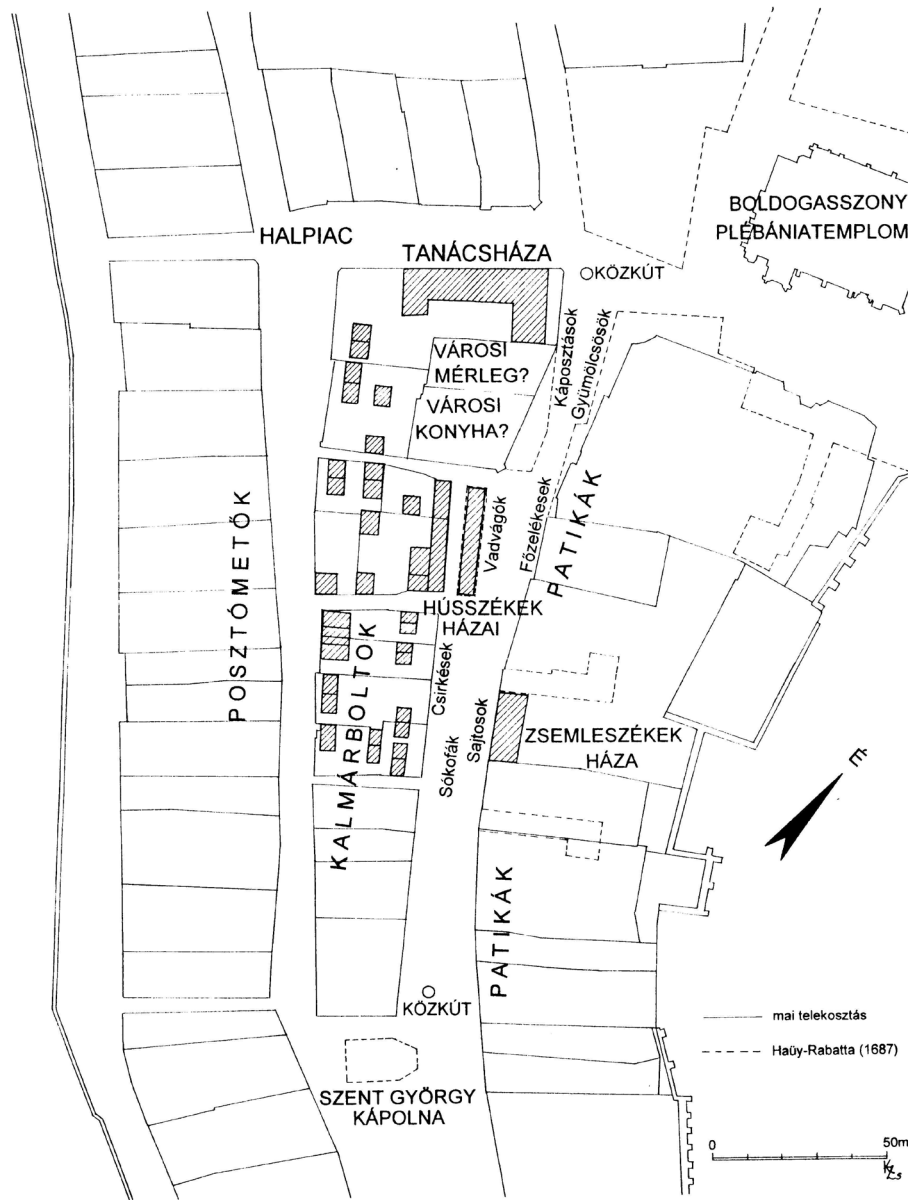 BOLDOGASSZONY
PLÉBÁNIATEMPLOM
HALPIAC
TANÁCSHÁZA
KÖZKÚT
VÁROSI
MÉRLEG?
VÁROSI
KONYHA?
Káposztások
Gyümölcsösök
POSZTÓMETŐK
Vadvágók
Főzelékesek
PATIKÁK
HÚSSZÉKEK
HÁZAI
KALMÁRBOLTOK
Csirkések
Sókofák
Sajtosok
ZSEMLESZÉKEK
HÁZA
É
PATIKÁK
KÖZKÚT
SZENT GYÖRGY
KÁPOLNA
mai telekosztás
Haüy-Rabatta (1687)
0 50m